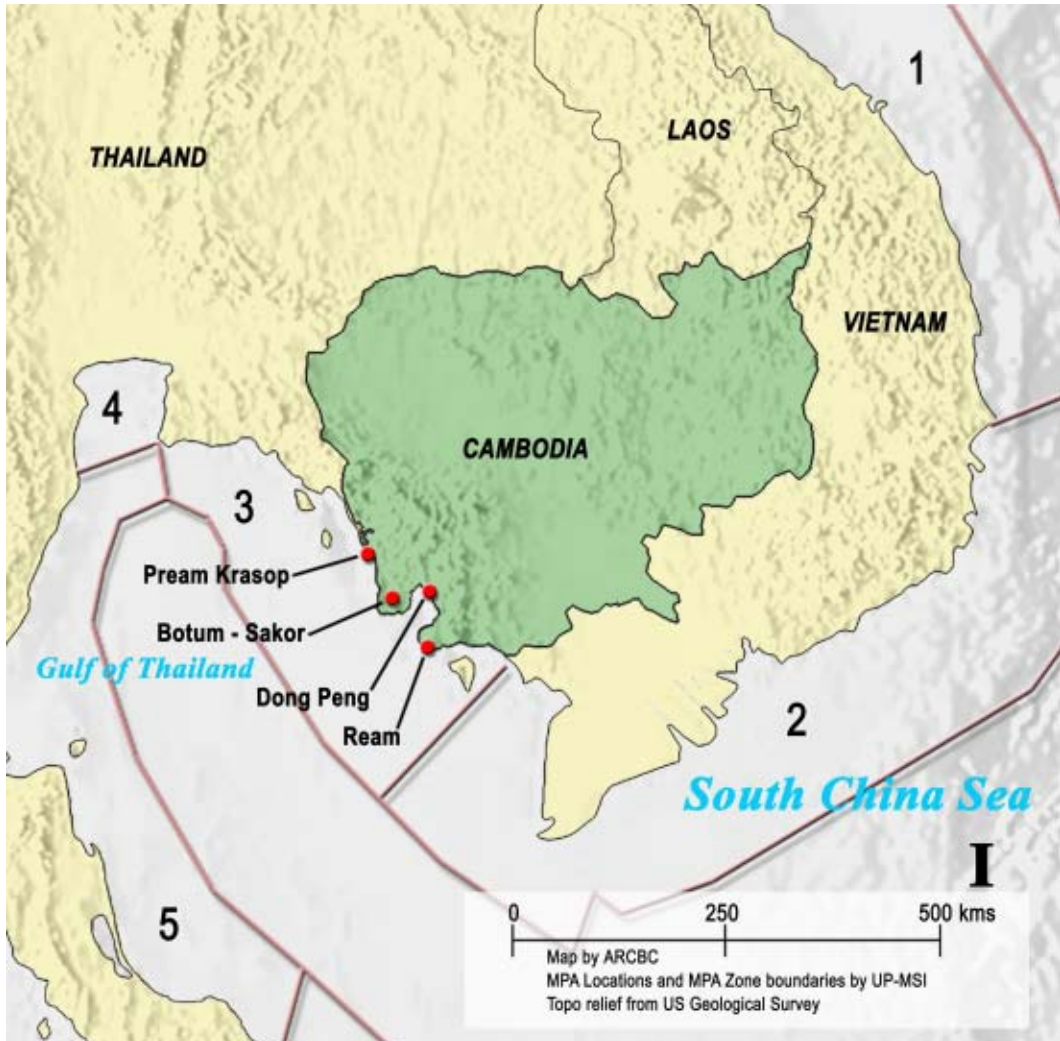 1
LAOS
THAILAND
VIETNAM
4
CAMBODIA
3
Pream Krasop
Botum - Sakor
Gulf of Thailand
Dong Peng
Ream
2
South China Sea
I
5
0 250 500 kms
Map by ARCBC
MPA Locations and MPA Zone boundaries by UP-MSI
Topo relief from US Geological Survey